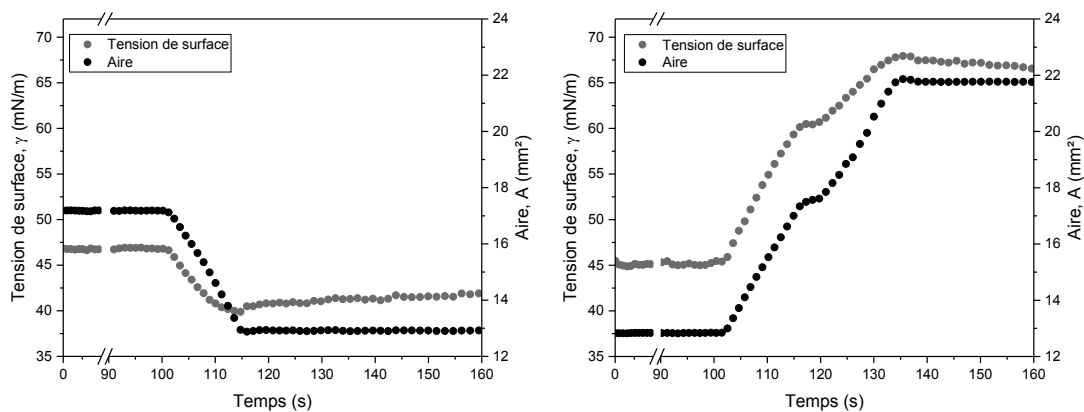 Tension de surface
Aire
Tension de surface, γ (mN/m)
70
65
60
55
50
45
40
35
24
22
20
18
16
14
12
Aire, A (mm²)
0 90 100 110 120 130 140 150 160
Temps (s)
Tension de surface
Aire
Tension de surface, γ (mN/m)
70
65
60
55
50
45
40
35
24
22
20
18
16
14
12
Aire, A (mm²)
0 90 100 110 120 130 140 150 160
Temps (s)